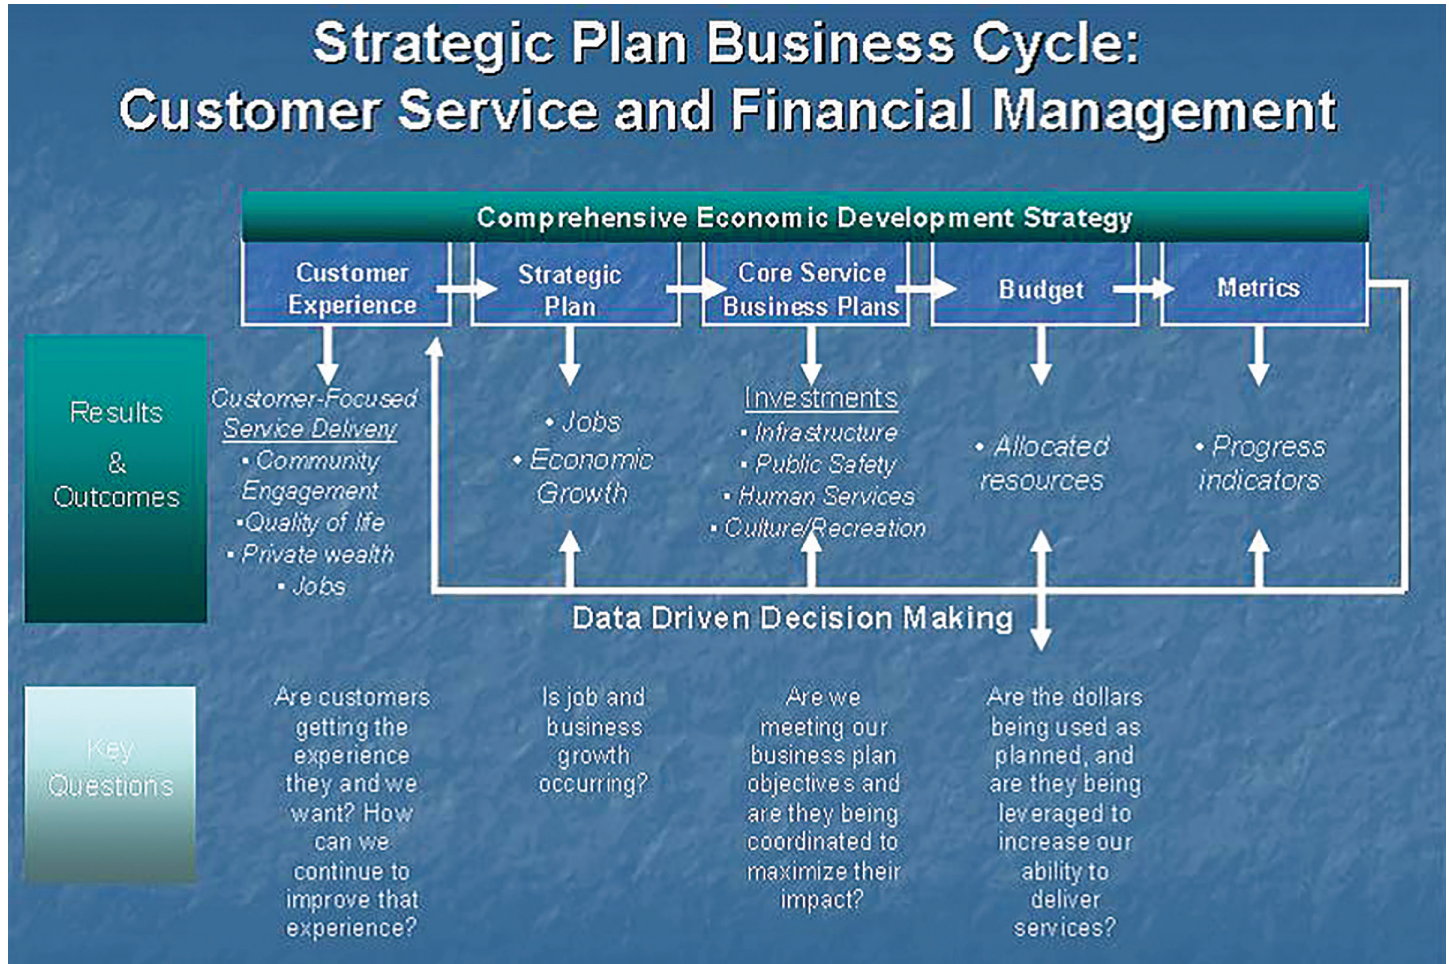 Strategic Plan Business Cycle:
Customer Service and Financial Management
Comprehensive Economic Development Strategy
Customer
Experience
Strategic
Plan
Core Service
Business Plans
Budget
Metrics
Results
&
Outcomes
Customer-Focused
Service Delivery
• Community
Engagement
•Quality of life
• Private wealth
• Jobs
• Jobs
• Economic
Growth
Investments
• Infrastructure
• Public Safety
• Human Services
• Culture/Recreation
• Allocated
resources
• Progress
indicators
Data Driven Decision Making
Key
Questions
Are customers
getting the
experience
they and we
want? How
can we
continue to
improve that
experience?
Is job and
business
growth
occurring?
Are we
meeting our
business plan
objectives and
are they being
coordinated to
maximize their
impact?
Are the dollars
being used as
planned, and
are they being
leveraged to
increase our
ability to
deliver
services?